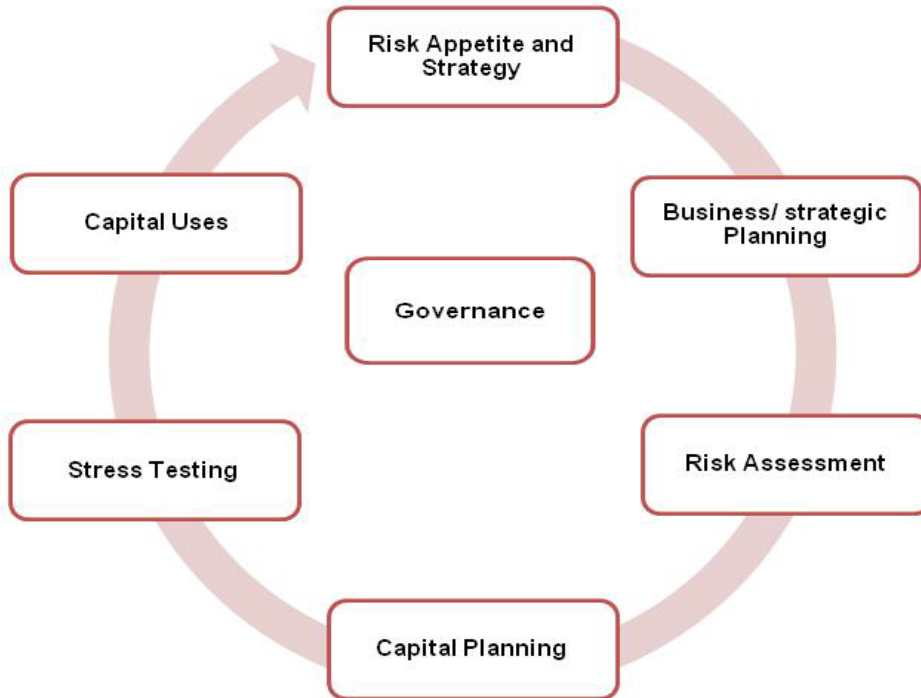 Risk Appetite and
Strategy
Capital Uses
Business/ strategic
Planning
Governance
Stress Testing
Risk Assessment
Capital Planning